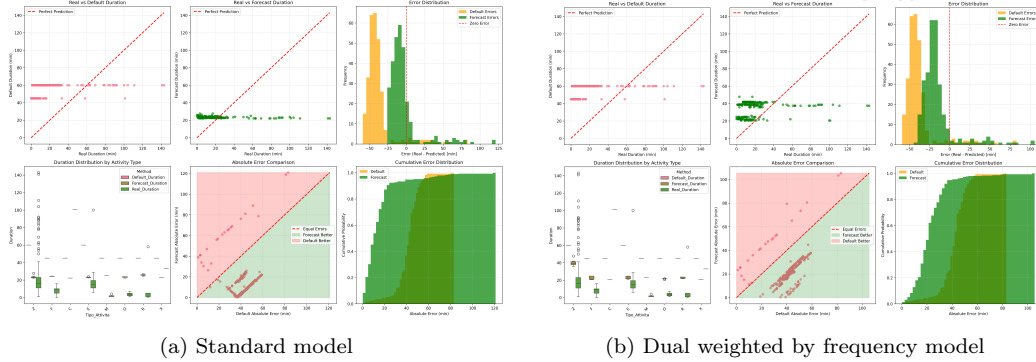 Real vs Default Duration
Perfect Prediction
Default Duration (min)
Real Duration (min)
Real vs Forecast Duration
Perfect Prediction
Forecast Duration (min)
Real Duration (min)
Error Distribution
Default Errors
Forecast Errors
Zero Error
Frequency
Error (Real - Predicted) (min)
Duration Distribution by Activity Type
Method
Default_Duration
Forecast_Duration
Real_Duration
Duration
Tipo_Attivita
Absolute Error Comparison
Equal Errors
Forecast Better
Default Better
Forecast Absolute Error (min)
Default Absolute Error (min)
Cumulative Error Distribution
Default
Forecast
Cumulative Probability
Absolute Error (min)
(a) Standard model
Real vs Default Duration
Perfect Prediction
Default Duration (min)
Real Duration (min)
Real vs Forecast Duration
Perfect Prediction
Forecast Duration (min)
Real Duration (min)
Error Distribution
Default Errors
Forecast Errors
Zero Error
Frequency
Error (Real - Predicted) (min)
Duration Distribution by Activity Type
Method
Default_Duration
Forecast_Duration
Real_Duration
Duration
Tipo_Attivita
Absolute Error Comparison
Equal Errors
Forecast Better
Default Better
Forecast Absolute Error (min)
Default Absolute Error (min)
Cumulative Error Distribution
Default
Forecast
Cumulative Probability
Absolute Error (min)
(b) Dual weighted by frequency model